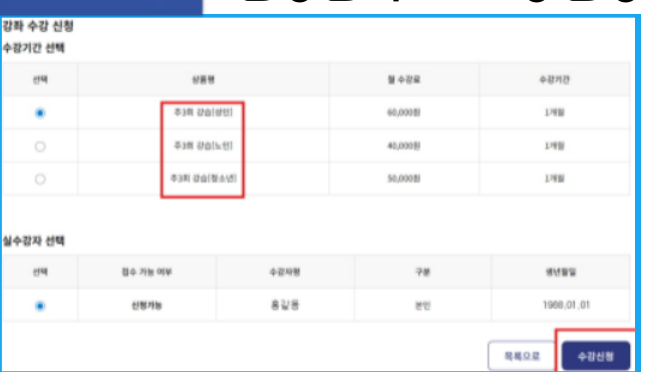 강좌 수강 신청
수강기간 선택
선택 상품명 월 수강료 수강기간
주3회 강습(성인) 60,000원 1개월
주3회 강습(노인) 40,000원 1개월
주3회 강습(청소년) 50,000원 1개월
실수강자 선택
선택 접수 가능 여부 수강자명 구분 생년월일
신청가능 홍길동 본인 1988.01.01
목록으로 수강신청